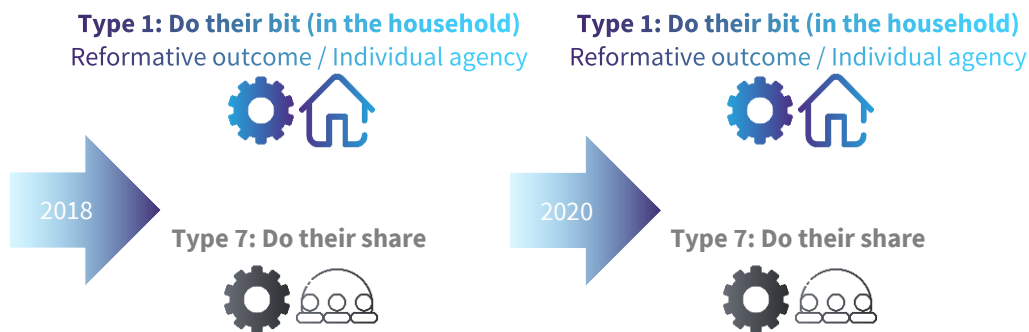 Type 1: Do their bit (in the household)
Reformative outcome / Individual agency
2018
Type 7: Do their share
Type 1: Do their bit (in the household)
Reformative outcome / Individual agency
2020
Type 7: Do their share